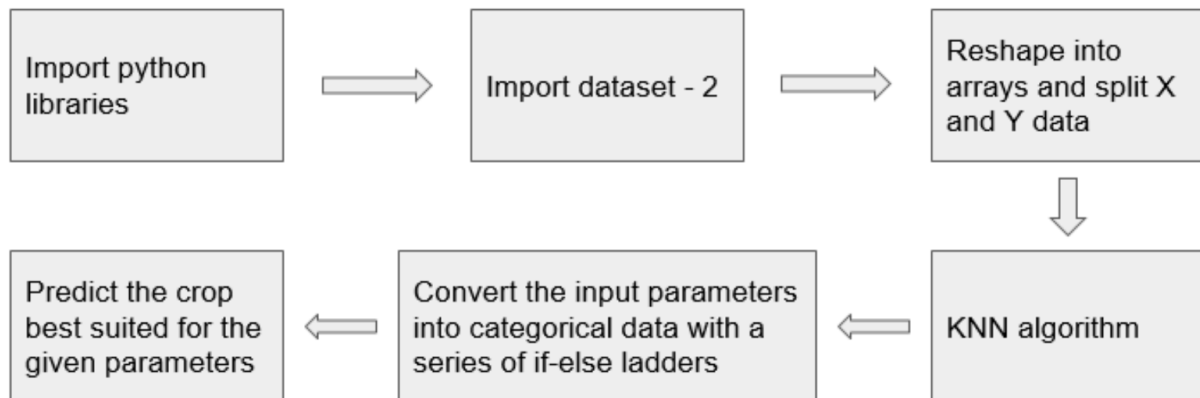 Import python
libraries
Import dataset - 2
Reshape into
arrays and split X
and Y data
KNN algorithm
Convert the input parameters
into categorical data with a
series of if-else ladders
Predict the crop
best suited for the
given parameters